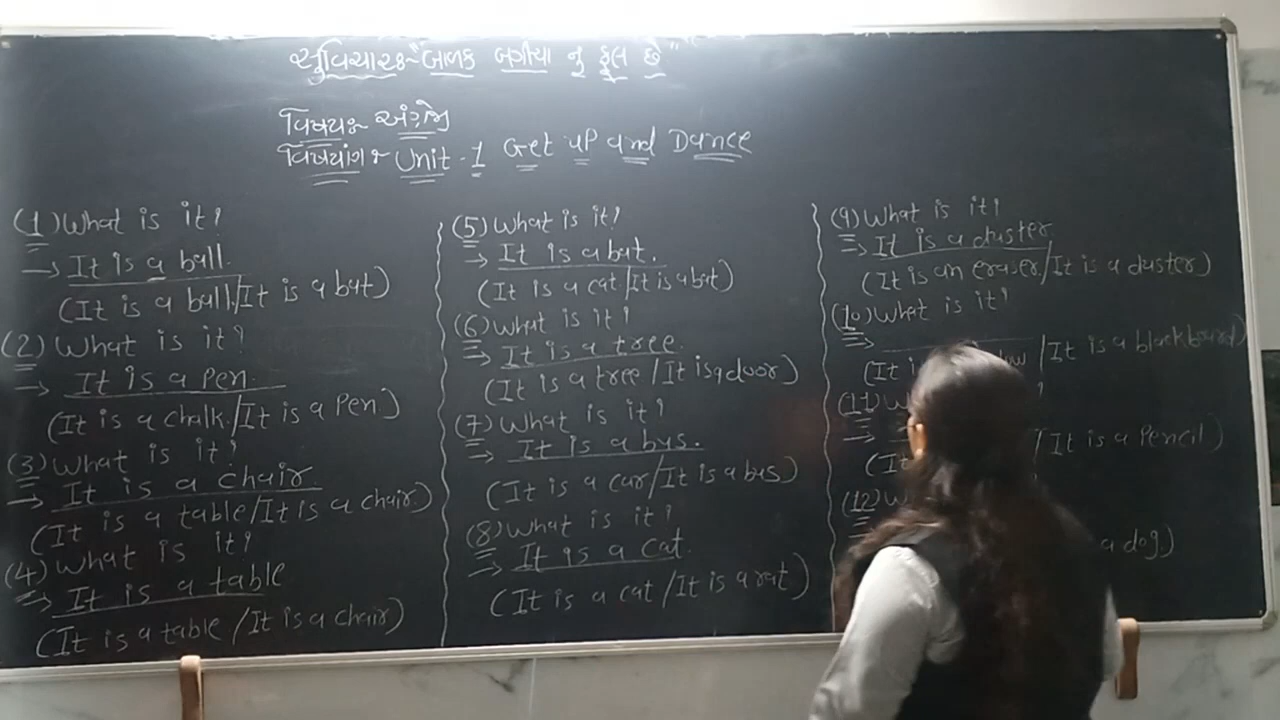 સુવિચારઃ- "બાળક બગીચા નુ ફૂલ છે"
વિષયઃ- અંગ્રેજી
વિષયાંગઃ- Unit-1 Get up and Dance
(1) What is it?
→ It is a ball.
(It is a ball./It is a bat)
(2) What is it?
→ It is a Pen.
(It is a chalk./It is a Pen.)
(3) What is it?
→ It is a chair.
(It is a table/It is a chair.)
(4) What is it?
→ It is a table
(It is a table/It is a chair)
(5) What is it?
→ It is a bat.
(It is a cat./It is a bat)
(6) What is it?
→ It is a tree.
(It is a tree/It is a door)
(7) What is it?
→ It is a bus.
(It is a car/It is a bus)
(8) What is it?
→ It is a cat.
(It is a cat/It is a rat)
(9) What is it?
→ It is a duster
(It is an eraser/It is a duster)
(10) What is it?
→
(It /It is a blackboard)
(11)
→
(It /It is a Pencil)
(12)
a dog)